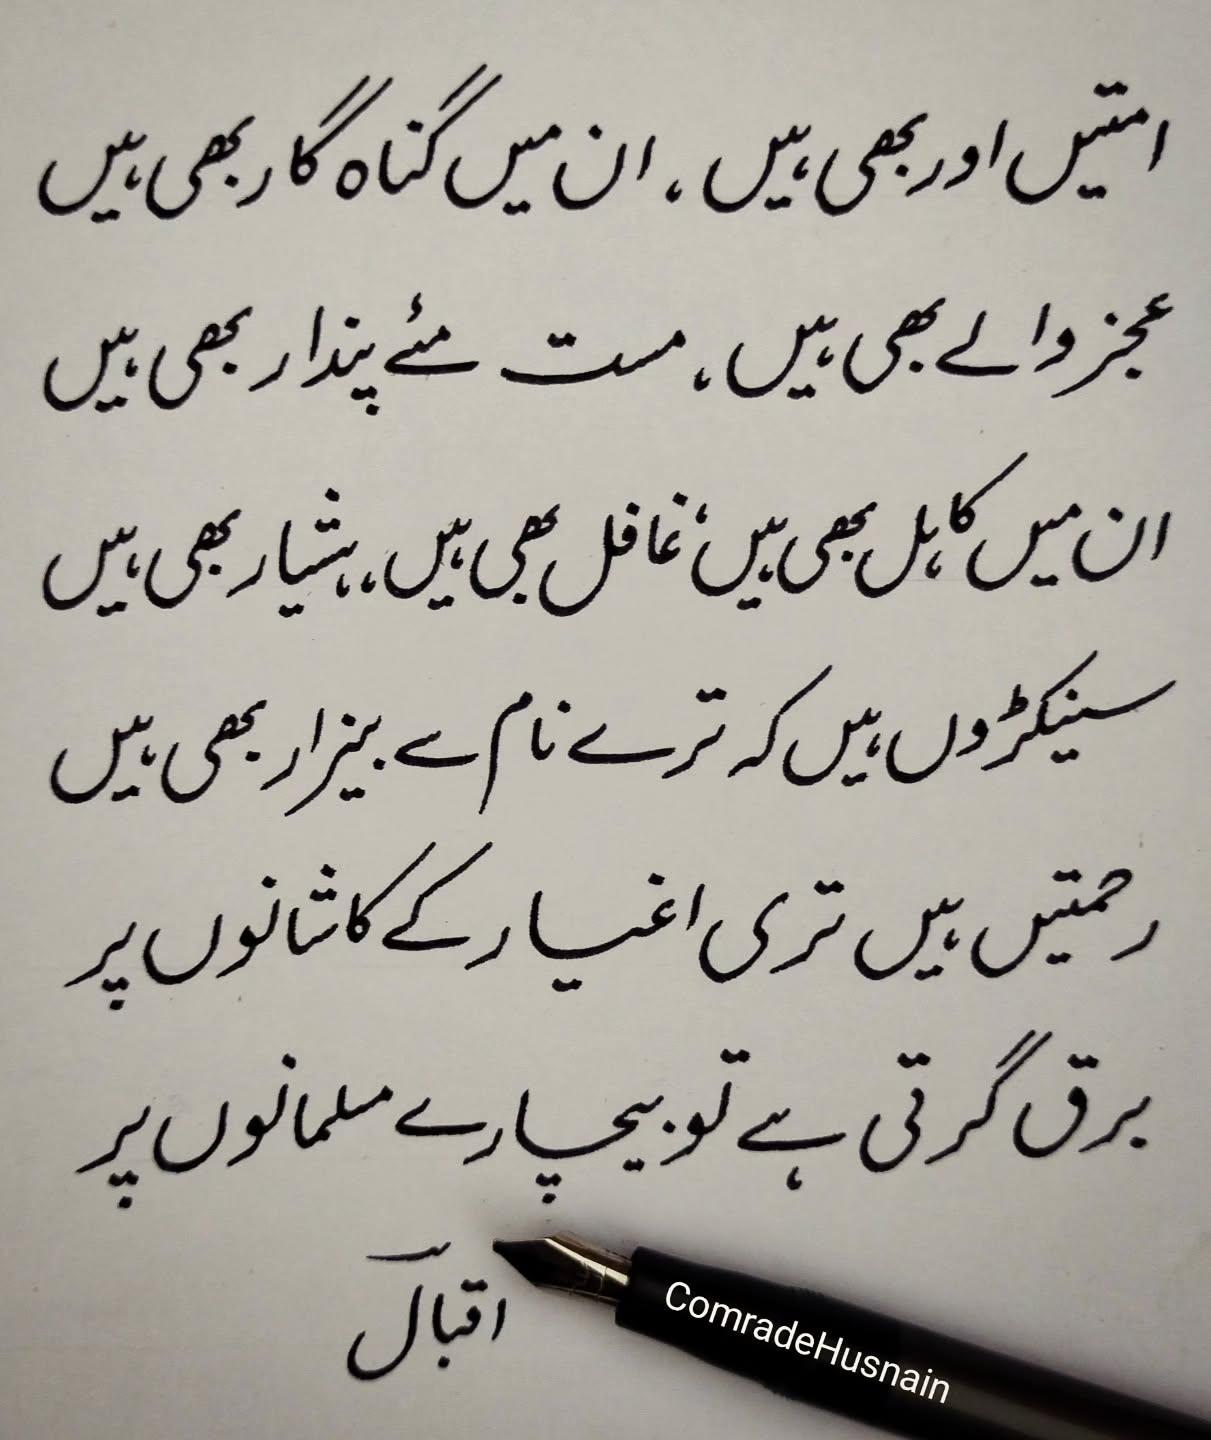 امتیں اور بھی ہیں ، ان میں گناہ گار بھی ہیں
عجز والے بھی ہیں ، مست مئے پندار بھی ہیں
ان میں کاہل بھی ہیں، غافل بھی ہیں، ہشیار بھی ہیں
سینکڑوں ہیں کہ ترے نام سے بیزار بھی ہیں
رحمتیں ہیں تری اغیار کے کاشانوں پر
برق گرتی ہے تو بیچارے مسلمانوں پر
اقبالؔ
ComradeHusnain